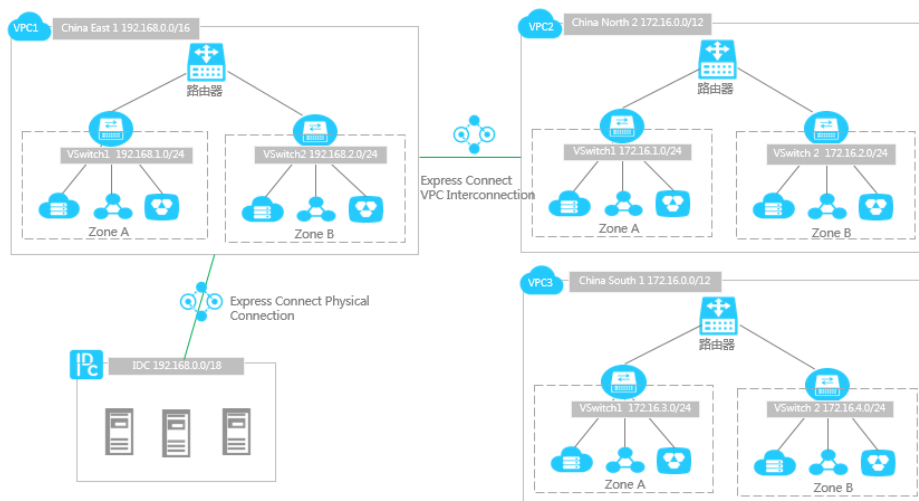 VPC1
China East 1 192.168.0.0/16
路由器
VSwitch1 192.168.1.0/24
VSwitch2 192.168.2.0/24
Zone A
Zone B
Express Connect
VPC Interconnection
VPC2
China North 2 172.16.0.0/12
路由器
VSwitch1 172.16.1.0/24
VSwitch 2 172.16.2.0/24
Zone A
Zone B
Express Connect Physical
Connection
IDC
IDC 192.168.0.0/18
VPC3
China South 1 172.16.0.0/12
路由器
VSwitch1 172.16.3.0/24
VSwitch 2 172.16.4.0/24
Zone A
Zone B